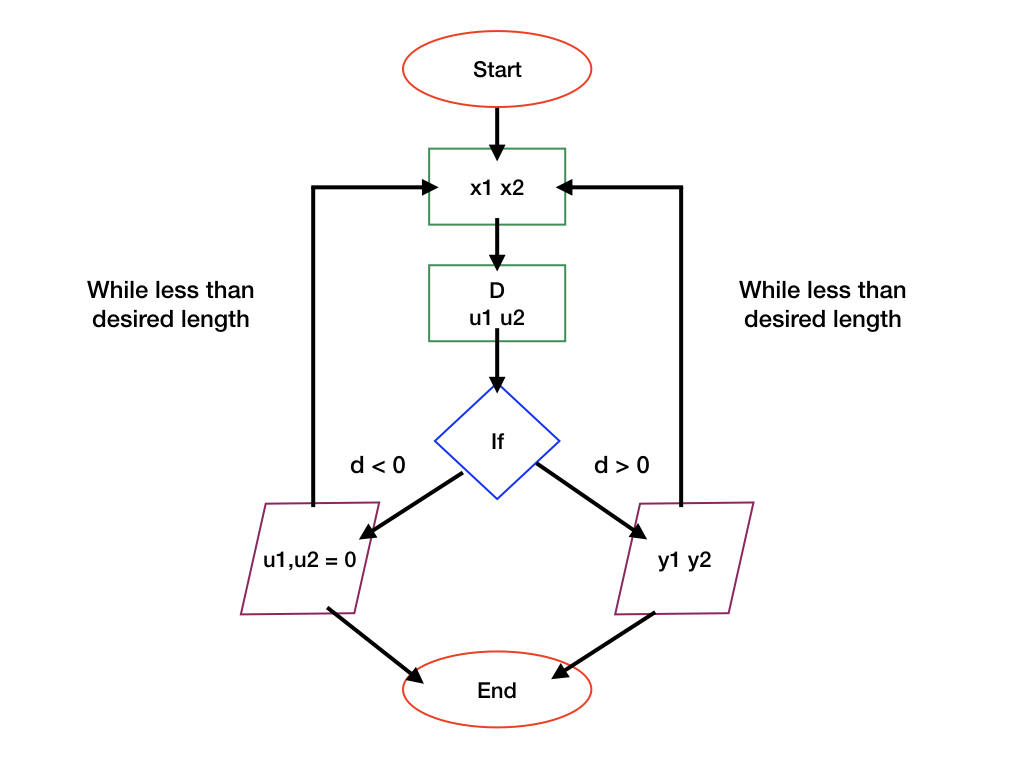 Start
x1 x2
While less than
desired length
While less than
desired length
D
u1 u2
If
d < 0
d > 0
u1,u2 = 0
y1 y2
End